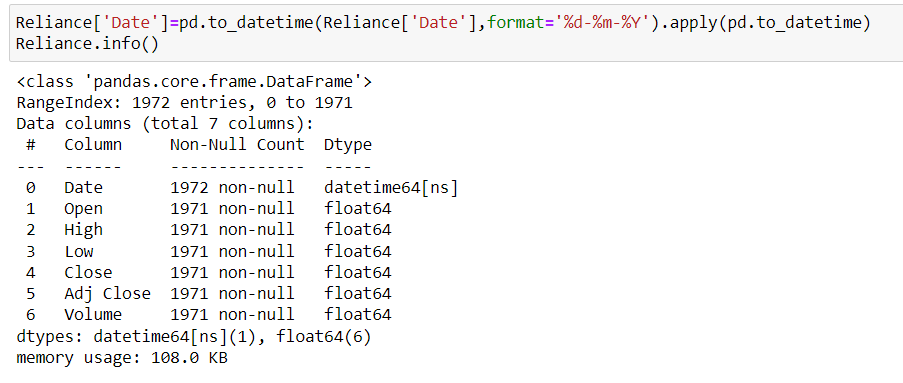 Reliance['Date']=pd.to_datetime(Reliance['Date'],format='%d-%m-%Y').apply(pd.to_datetime)
Reliance.info()
<class 'pandas.core.frame.DataFrame'>
RangeIndex: 1972 entries, 0 to 1971
Data columns (total 7 columns):
 #   Column     Non-Null Count  Dtype
---  ------     --------------  -----
 0   Date       1972 non-null   datetime64[ns]
 1   Open       1971 non-null   float64
 2   High       1971 non-null   float64
 3   Low        1971 non-null   float64
 4   Close      1971 non-null   float64
 5   Adj Close  1971 non-null   float64
 6   Volume     1971 non-null   float64
dtypes: datetime64[ns](1), float64(6)
memory usage: 108.0 KB